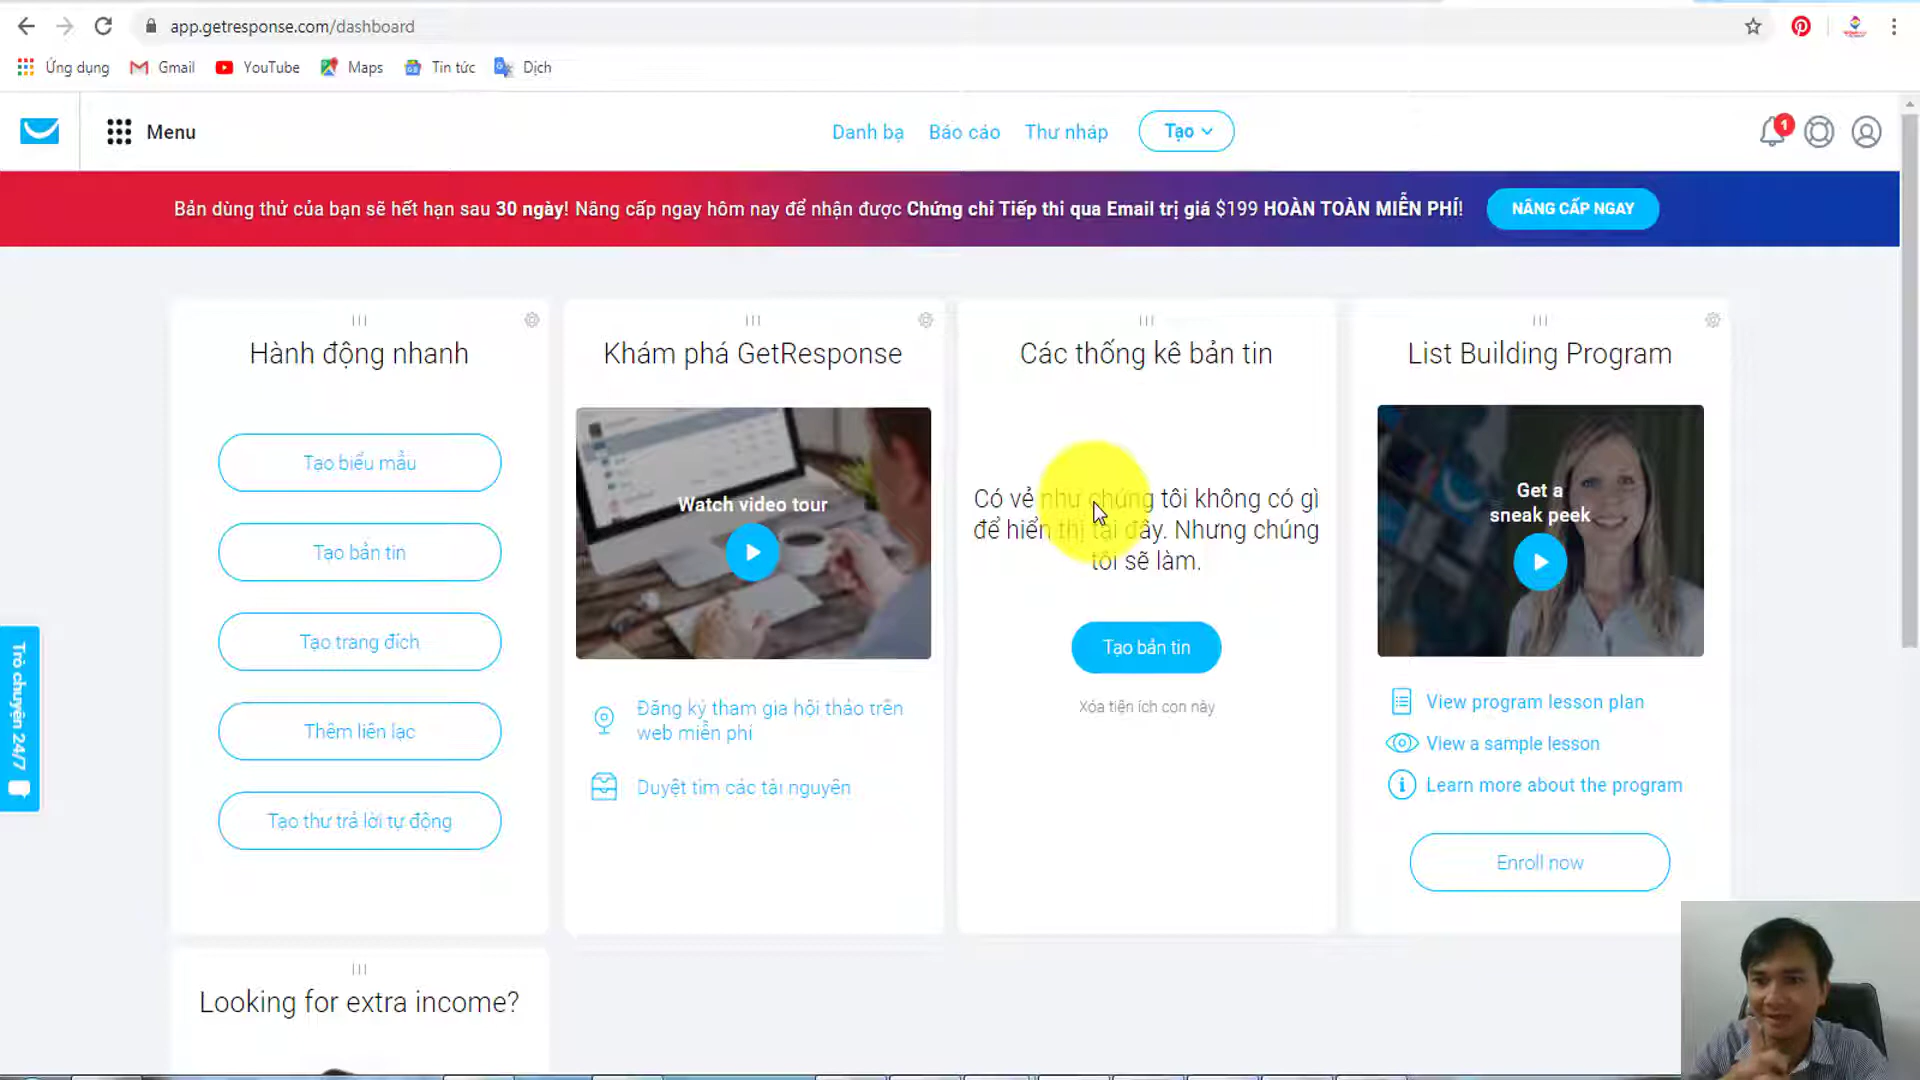 app.getresponse.com/dashboard
Ứng dụng
Gmail
YouTube
Maps
Tin tức
Dịch
Menu
Danh bạ
Báo cáo
Thư nháp
Tạo
1
Bản dùng thử của bạn sẽ hết hạn sau 30 ngày! Nâng cấp ngay hôm nay để nhận được Chứng chỉ Tiếp thi qua Email trị giá $199 HOÀN TOÀN MIỄN PHÍ!
NÂNG CẤP NGAY
Hành động nhanh
Tạo biểu mẫu
Tạo bản tin
Tạo trang đích
Thêm liên lạc
Tạo thư trả lời tự động
Khám phá GetResponse
Watch video tour
Đăng ký tham gia hội thảo trên
web miễn phí
Duyệt tìm các tài nguyên
Các thống kê bản tin
Có vẻ như chứng tôi không có gì
để hiển thị tại đây. Nhưng chúng
tôi sẽ làm.
Tạo bản tin
Xóa tiện ích con này
List Building Program
Get a
sneak peek
View program lesson plan
View a sample lesson
Learn more about the program
Enroll now
Trò chuyện 24/7
Looking for extra income?